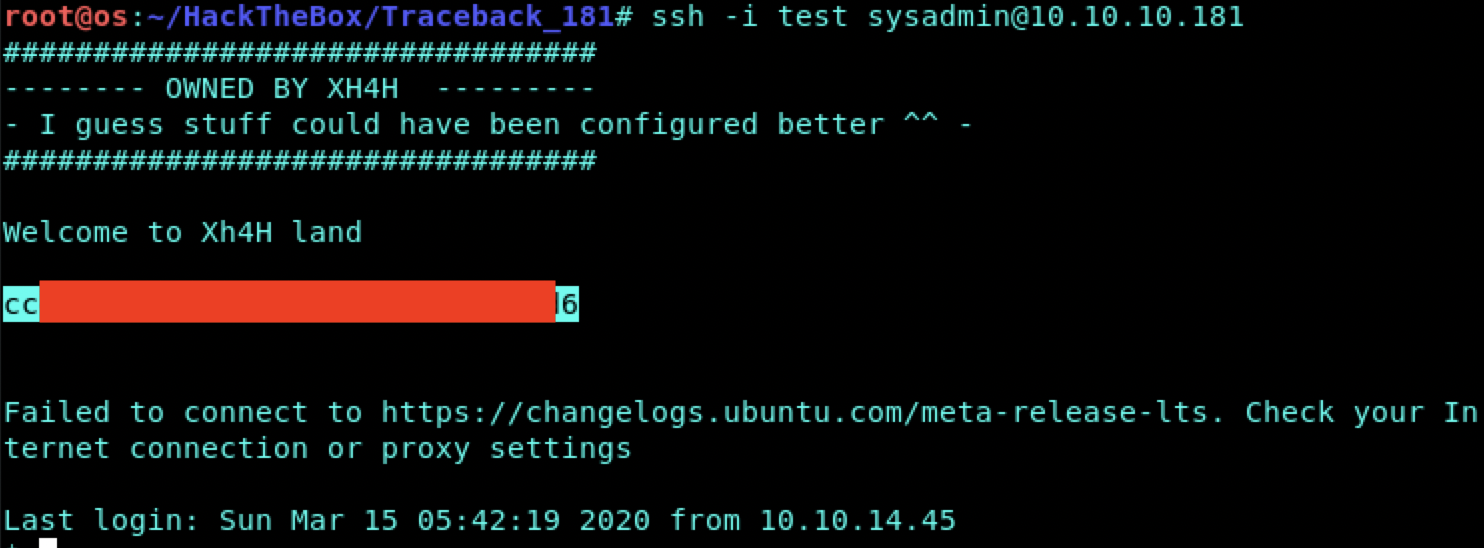 root@os:~/HackTheBox/Traceback_181# ssh -i test sysadmin@10.10.10.181
#################################
-------- OWNED BY XH4H  ---------
- I guess stuff could have been configured better ^^ -
#################################

Welcome to Xh4H land

cc
6

Failed to connect to https://changelogs.ubuntu.com/meta-release-lts. Check your In
ternet connection or proxy settings

Last login: Sun Mar 15 05:42:19 2020 from 10.10.14.45